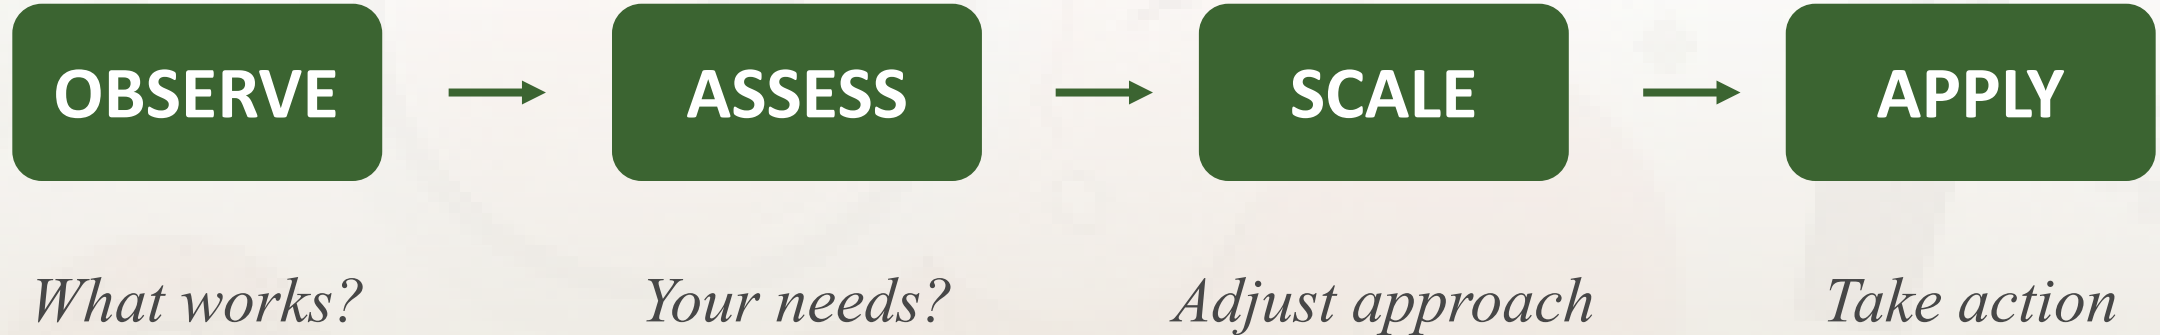 OBSERVE
ASSESS
SCALE
APPLY
What works?
Your needs?
Adjust approach
Take action